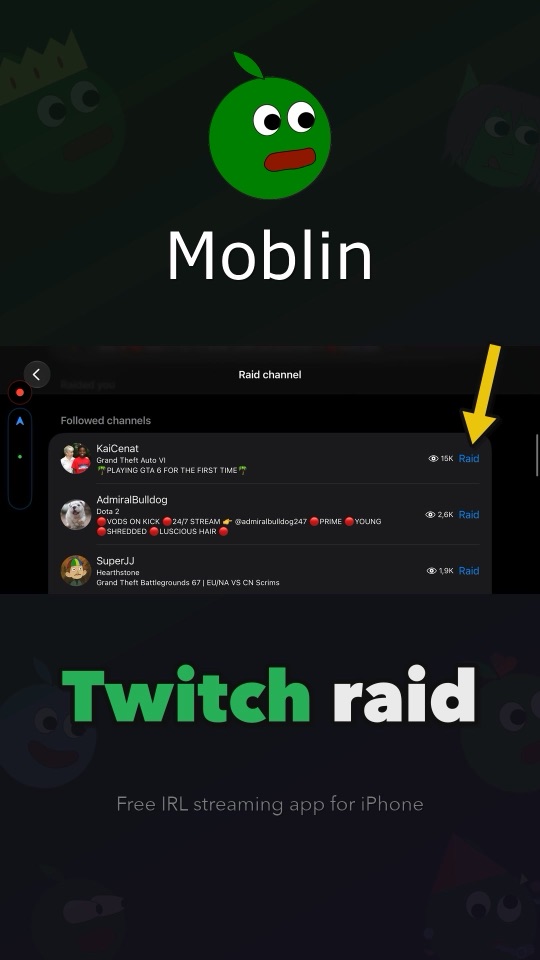 Moblin
Raid channel
Raided you
Followed channels
KaiCenat
Grand Theft Auto VI
🌴PLAYING GTA 6 FOR THE FIRST TIME🌴
15K Raid
AdmiralBulldog
Dota 2
🔴VODS ON KICK 🔴24/7 STREAM 👉 @admiralbulldog247 🔴PRIME 🔴YOUNG
🔴SHREDDED 🔴LUSCIOUS HAIR 🔴
2,6K Raid
SuperJJ
Hearthstone
Grand Theft Battlegrounds 67 | EU/NA VS CN Scrims
1,9K Raid
Twitch raid
Free IRL streaming app for iPhone